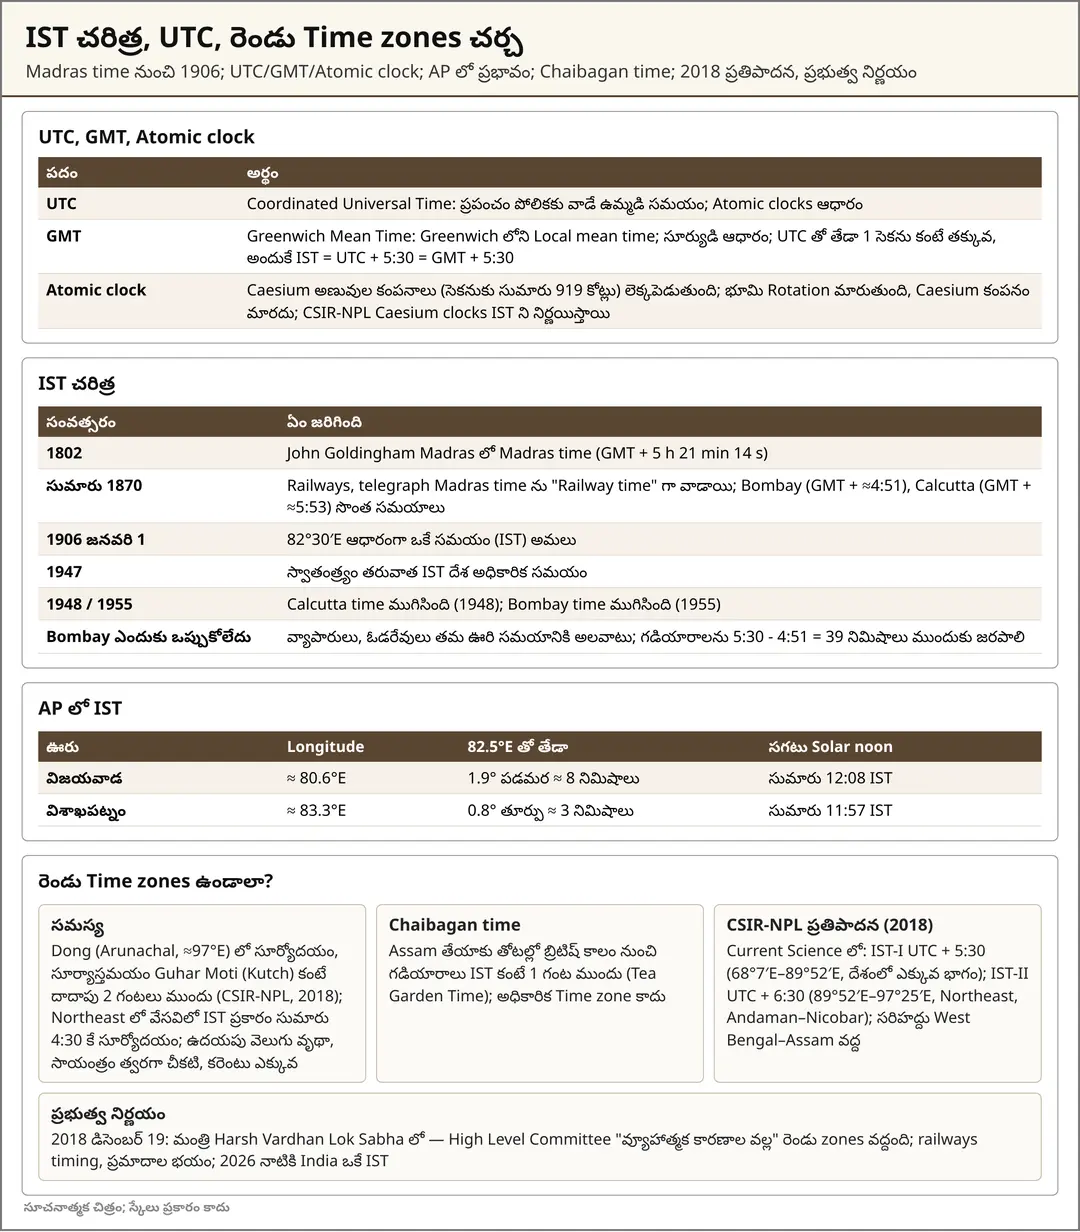 IST చరిత్ర, UTC, రెండు Time zones చర్చ
Madras time నుంచి 1906; UTC/GMT/Atomic clock; AP లో ప్రభావం; Chaibagan time; 2018 ప్రతిపాదన, ప్రభుత్వ నిర్ణయం
UTC, GMT, Atomic clock
పదం అర్థం
UTC Coordinated Universal Time: ప్రపంచం పోలికకు వాడే ఉమ్మడి సమయం; Atomic clocks ఆధారం
GMT Greenwich Mean Time: Greenwich లోని Local mean time; సూర్యుడి ఆధారం; UTC తో తేడా 1 సెకను కంటే తక్కువ,
అందుకే IST = UTC + 5:30 = GMT + 5:30
Atomic clock Caesium అణువుల కంపనాలు (సెకనుకు సుమారు 919 కోట్లు) లెక్కపెడుతుంది; భూమి Rotation మారుతుంది, Caesium కంపనం
మారదు; CSIR-NPL Caesium clocks IST ని నిర్ణయిస్తాయి
IST చరిత్ర
సంవత్సరం ఏం జరిగింది
1802 John Goldingham Madras లో Madras time (GMT + 5 h 21 min 14 s)
సుమారు 1870 Railways, telegraph Madras time ను "Railway time" గా వాడాయి; Bombay (GMT + ≈4:51), Calcutta (GMT +
≈5:53) సొంత సమయాలు
1906 జనవరి 1 82°30′E ఆధారంగా ఒకే సమయం (IST) అమలు
1947 స్వాతంత్ర్యం తరువాత IST దేశ అధికారిక సమయం
1948 / 1955 Calcutta time ముగిసింది (1948); Bombay time ముగిసింది (1955)
Bombay ఎందుకు ఒప్పుకోలేదు వ్యాపారులు, ఓడరేవులు తమ ఊరి సమయానికి అలవాటు; గడియారాలను 5:30 - 4:51 = 39 నిమిషాలు ముందుకు జరపాలి
AP లో IST
ఊరు Longitude 82.5°E తో తేడా సగటు Solar noon
విజయవాడ ≈ 80.6°E 1.9° పడమర ≈ 8 నిమిషాలు సుమారు 12:08 IST
విశాఖపట్నం ≈ 83.3°E 0.8° తూర్పు ≈ 3 నిమిషాలు సుమారు 11:57 IST
రెండు Time zones ఉండాలా?
సమస్య
Dong (Arunachal, ≈97°E) లో సూర్యోదయం,
సూర్యాస్తమయం Guhar Moti (Kutch) కంటే
దాదాపు 2 గంటలు ముందు (CSIR-NPL, 2018);
Northeast లో వేసవిలో IST ప్రకారం సుమారు
4:30 కే సూర్యోదయం; ఉదయపు వెలుగు వృథా,
సాయంత్రం త్వరగా చీకటి, కరెంటు ఎక్కువ
Chaibagan time
Assam తేయాకు తోటల్లో బ్రిటిష్ కాలం నుంచి
గడియారాలు IST కంటే 1 గంట ముందు (Tea
Garden Time); అధికారిక Time zone కాదు
CSIR-NPL ప్రతిపాదన (2018)
Current Science లో: IST-I UTC + 5:30
(68°7′E–89°52′E, దేశంలో ఎక్కువ భాగం); IST-II
UTC + 6:30 (89°52′E–97°25′E, Northeast,
Andaman–Nicobar); సరిహద్దు West
Bengal–Assam వద్ద
ప్రభుత్వ నిర్ణయం
2018 డిసెంబర్ 19: మంత్రి Harsh Vardhan Lok Sabha లో — High Level Committee "వ్యూహాత్మక కారణాల వల్ల" రెండు zones వద్దంది; railways
timing, ప్రమాదాల భయం; 2026 నాటికి India ఒకే IST
సూచనాత్మక చిత్రం; స్కేలు ప్రకారం కాదు